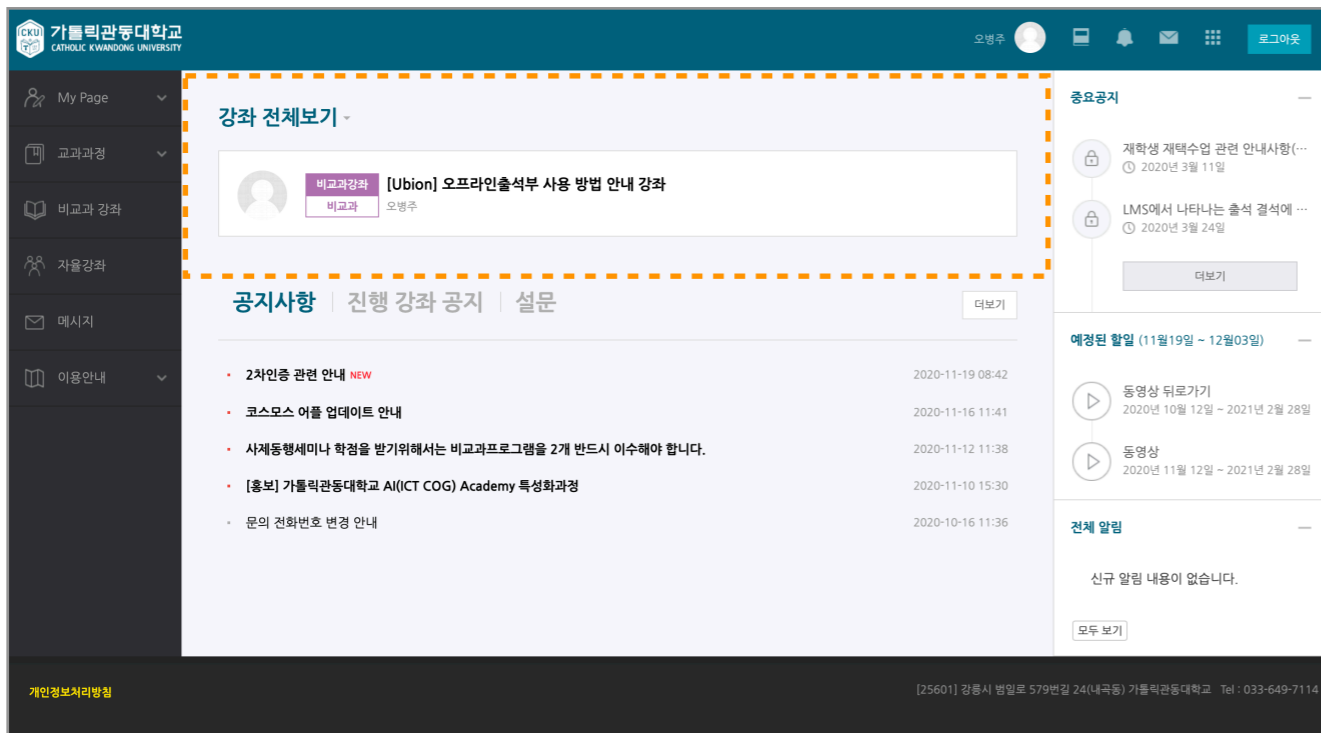 CKU
가톨릭관동대학교
CATHOLIC KWANDONG UNIVERSITY
오병주
로그아웃
My Page
교과과정
비교과 강좌
자율강좌
메시지
이용안내
강좌 전체보기
비교과강좌
[Ubion] 오프라인출석부 사용 방법 안내 강좌
비교과
오병주
공지사항
진행 강좌 공지
설문
더보기
2차인증 관련 안내 NEW
2020-11-19 08:42
코스모스 어플 업데이트 안내
2020-11-16 11:41
사제동행세미나 학점을 받기위해서는 비교과프로그램을 2개 반드시 이수해야 합니다.
2020-11-12 11:38
[홍보] 가톨릭관동대학교 AI(ICT COG) Academy 특성화과정
2020-11-10 15:30
문의 전화번호 변경 안내
2020-10-16 11:36
중요공지
재학생 재택수업 관련 안내사항(…
2020년 3월 11일
LMS에서 나타나는 출석 결석에 …
2020년 3월 24일
더보기
예정된 할일 (11월19일 ~ 12월03일)
동영상 뒤로가기
2020년 10월 12일 ~ 2021년 2월 28일
동영상
2020년 11월 12일 ~ 2021년 2월 28일
전체 알림
신규 알림 내용이 없습니다.
모두 보기
개인정보처리방침
[25601] 강릉시 범일로 579번길 24(내곡동) 가톨릭관동대학교 Tel : 033-649-7114